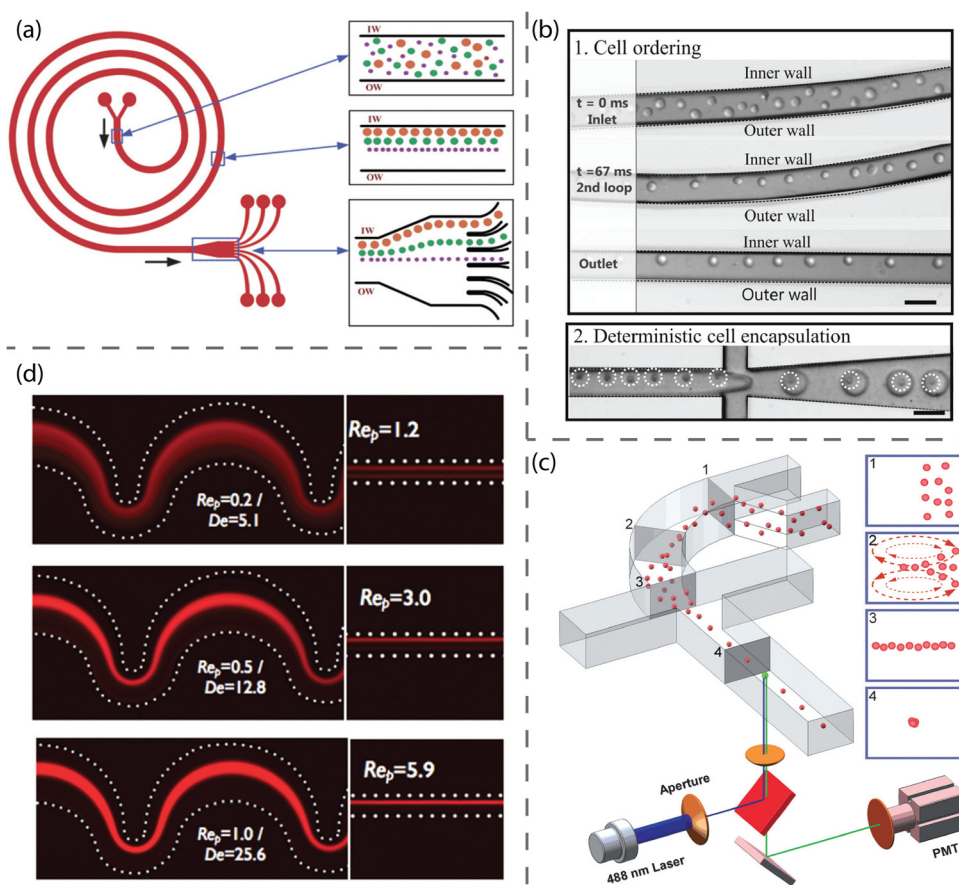 (a)
IW
OW
IW
OW
IW
OW
(b)
1. Cell ordering
Inner wall
t = 0 ms
Inlet
Outer wall
Inner wall
t =67 ms
2nd loop
Outer wall
Inner wall
Outlet
Outer wall
2. Deterministic cell encapsulation
(d)
Rep=1.2
Rep=0.2 /
De=5.1
Rep=3.0
Rep=0.5 /
De=12.8
Rep=5.9
Rep=1.0 /
De=25.6
(c)
1
2
3
4
1
2
3
4
Aperture
488 nm Laser
PMT